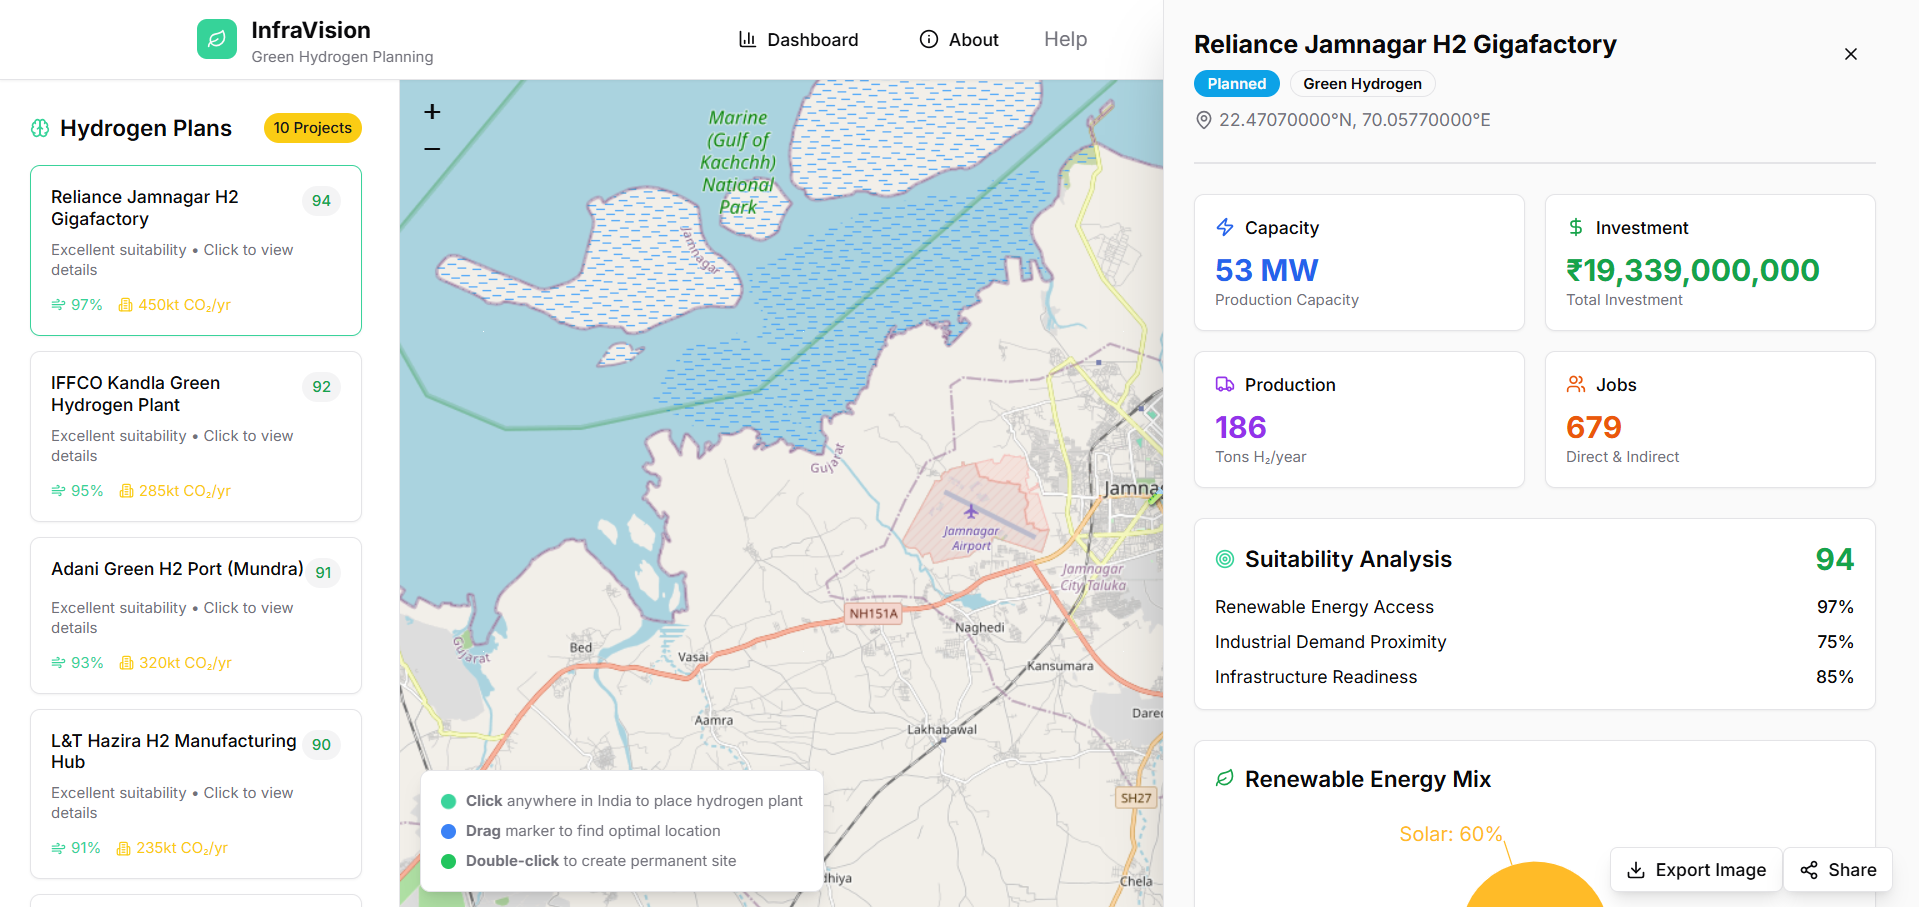 InfraVision
Green Hydrogen Planning
Dashboard
About
Help
Hydrogen Plans
10 Projects
Reliance Jamnagar H2
Gigafactory
94
Excellent suitability • Click to view
details
97%
450kt CO₂/yr
IFFCO Kandla Green
Hydrogen Plant
92
Excellent suitability • Click to view
details
95%
285kt CO₂/yr
Adani Green H2 Port (Mundra)
91
Excellent suitability • Click to view
details
93%
320kt CO₂/yr
L&T Hazira H2 Manufacturing
Hub
90
Excellent suitability • Click to view
details
91%
235kt CO₂/yr
+
−
Marine
(Gulf of
Kachchh)
National
Park
Jamnagar
Gujarat
Jamna
Jamnagar
Airport
Jamnagar
City Taluka
NH151A
Naghedi
Gujarat
Bed
Vasai
Kansumara
Aamra
Lakhabawal
Dared
SH27
Chela
dhiya
Click anywhere in India to place hydrogen plant
Drag marker to find optimal location
Double-click to create permanent site
Reliance Jamnagar H2 Gigafactory
Planned
Green Hydrogen
22.47070000°N, 70.05770000°E
Capacity
53 MW
Production Capacity
Investment
₹19,339,000,000
Total Investment
Production
186
Tons H₂/year
Jobs
679
Direct & Indirect
Suitability Analysis
94
Renewable Energy Access
97%
Industrial Demand Proximity
75%
Infrastructure Readiness
85%
Renewable Energy Mix
Solar: 60%
Export Image
Share